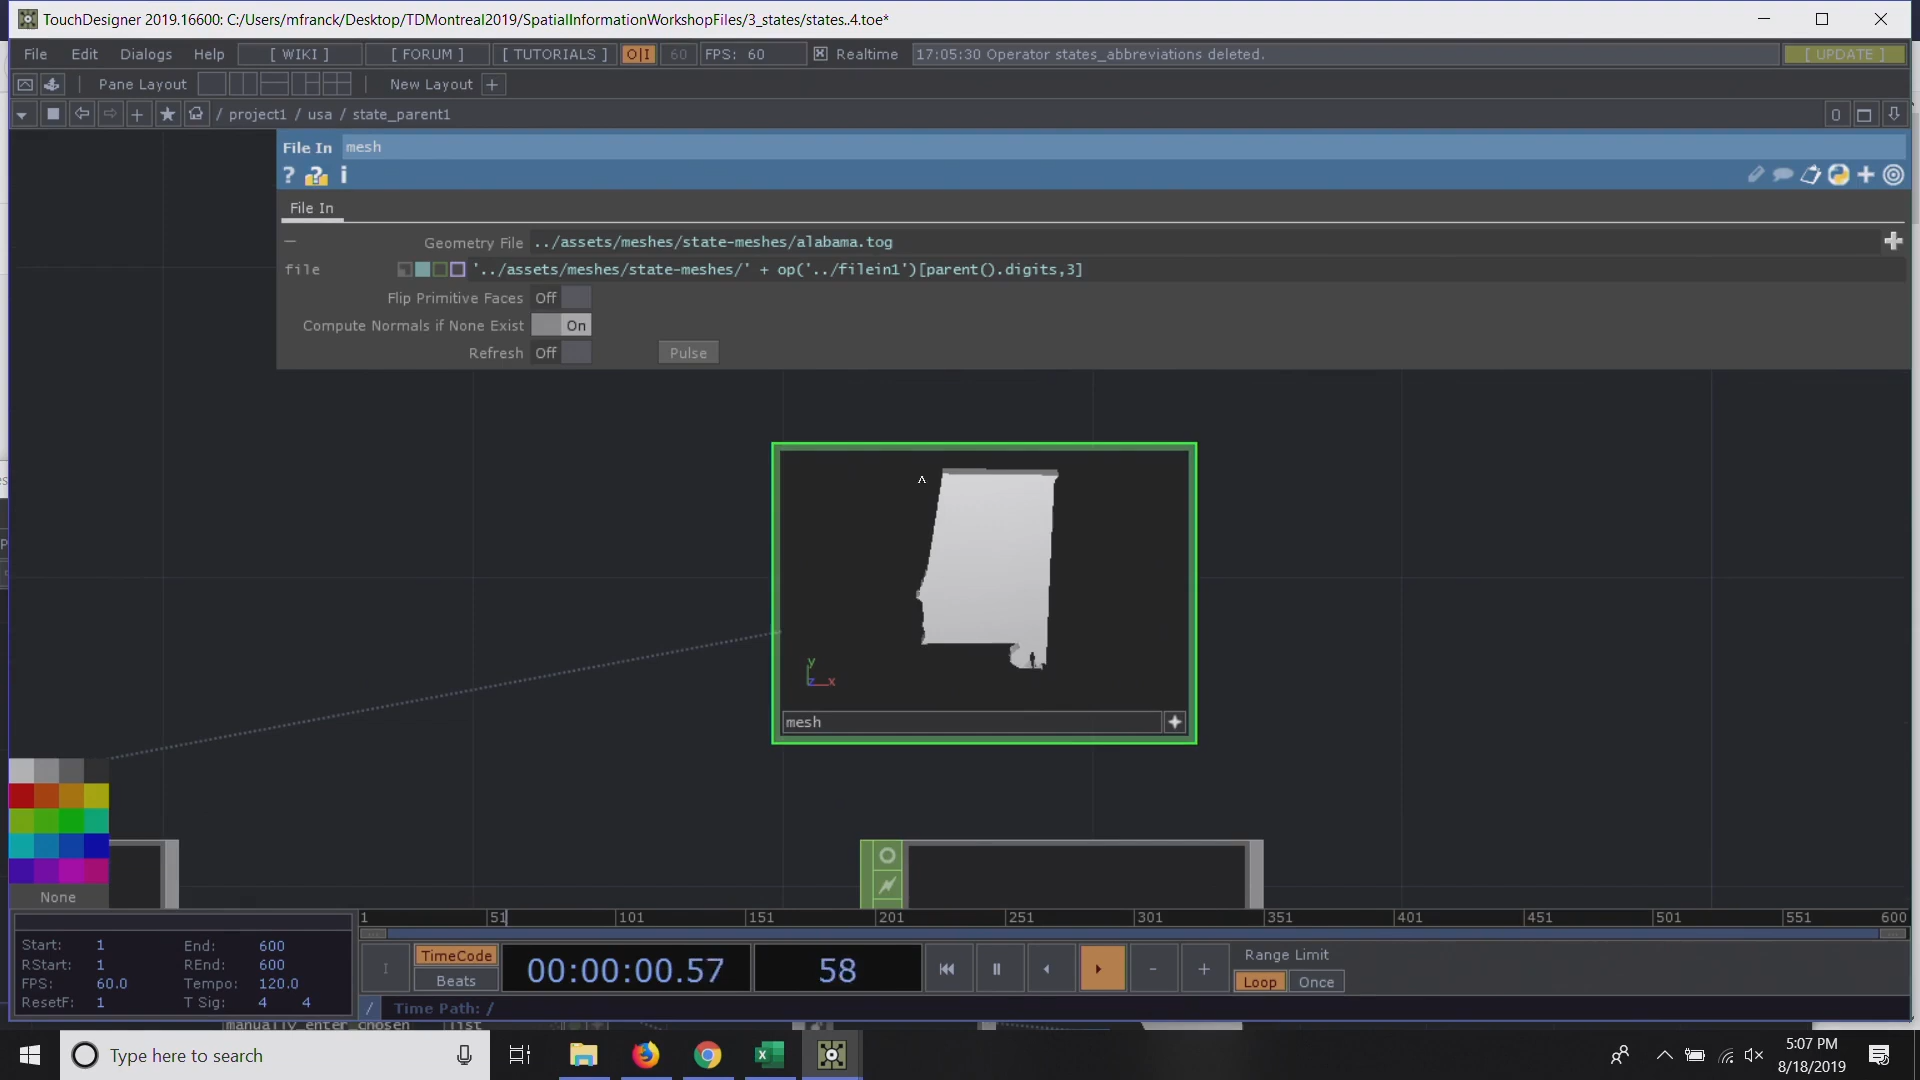 TouchDesigner 2019.16600: C:/Users/mfranck/Desktop/TDMontreal2019/SpatialInformationWorkshopFiles/3_states/states..4.toe*
File Edit Dialogs Help [ WIKI ] [ FORUM ] [ TUTORIALS ] O|I 60 FPS: 60 Realtime 17:05:30 Operator states_abbreviations deleted. [ UPDATE ]
Pane Layout New Layout +
/ project1 / usa / state_parent1 0
File In mesh
? ? i
File In
Geometry File ../assets/meshes/state-meshes/alabama.tog
file '../assets/meshes/state-meshes/' + op('../filein1')[parent().digits,3]
Flip Primitive Faces Off
Compute Normals if None Exist On
Refresh Off Pulse
y
z x
mesh
None
1 51 101 151 201 251 301 351 401 451 501 551 600
Start: 1 End: 600
RStart: 1 REnd: 600
FPS: 60.0 Tempo: 120.0
ResetF: 1 T Sig: 4 4
I TimeCode Beats 00:00:00.57 58 - + Range Limit
Loop Once
/ Time Path: /
manually_enter_chosen list
Type here to search
5:07 PM
8/18/2019